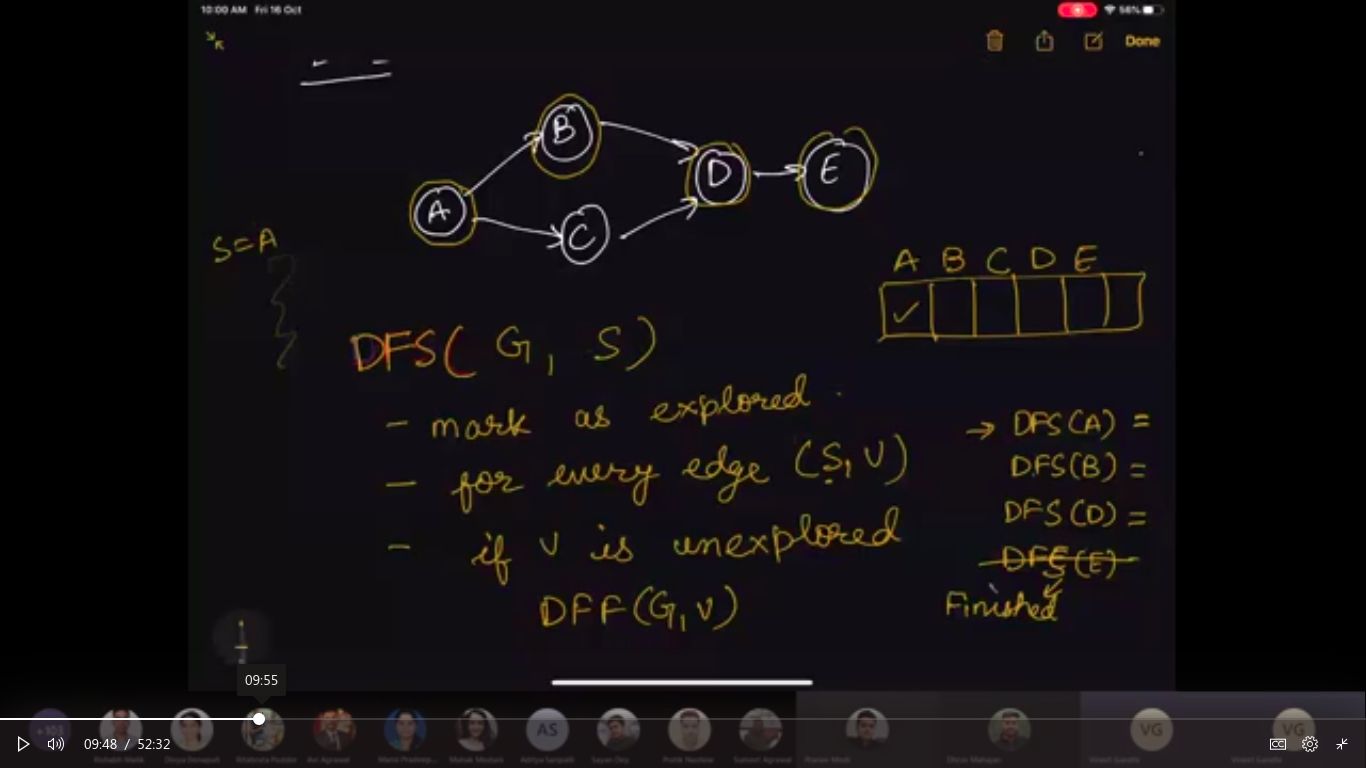 10:00 AM Fri 16 Oct
56%
Done
B
D
E
A
C
S=A
A B C D E
DFS( G, S )
- mark as explored.
- for every edge (S, V)
- if v is unexplored
DFF(G,V)
→ DFS(A) =
DFS(B) =
DFS(D) =
DFS(E)
Finished
09:55
AS
VG
VG
09:48 / 52:32
CC